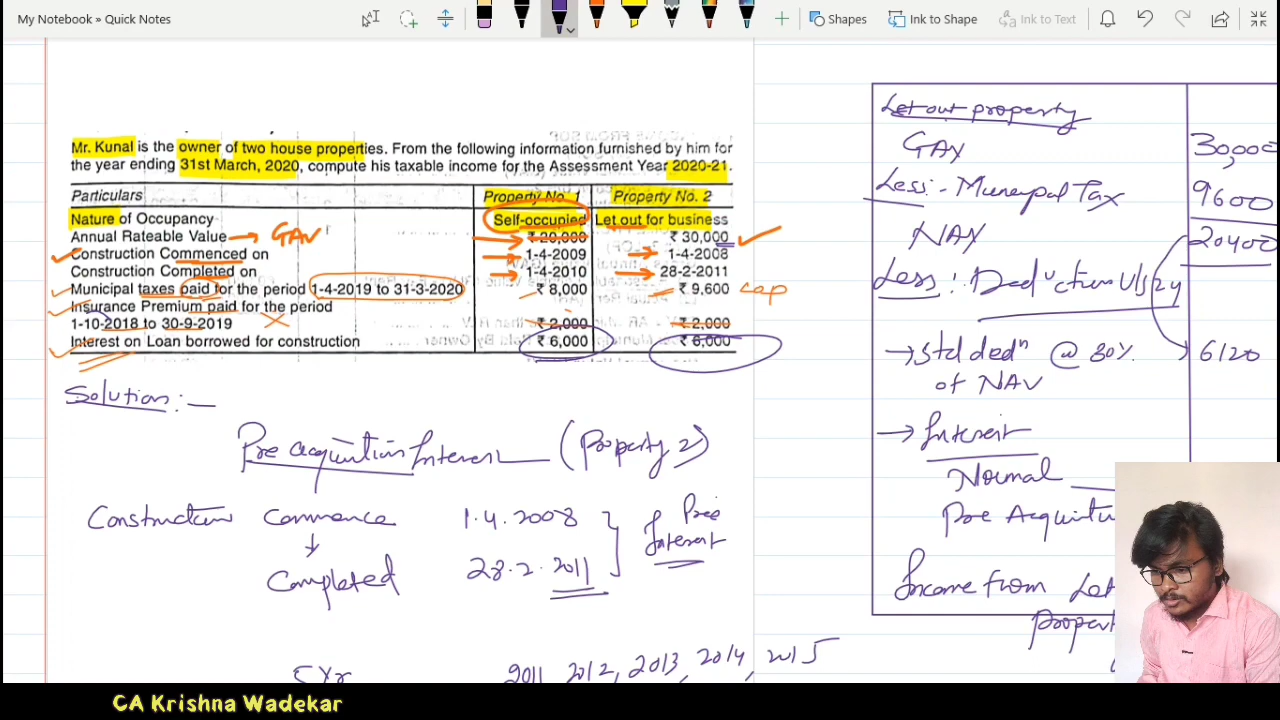 My Notebook » Quick Notes
Shapes
Ink to Shape
Ink to Text
Mr. Kunal is the owner of two house properties. From the following information furnished by him for
the year ending 31st March, 2020, compute his taxable income for the Assessment Year 2020-21.
Particulars Property No. 1 Property No. 2
Nature of Occupancy Self-occupied Let out for business
Annual Rateable Value → GAV ₹ 20,000 ₹ 30,000
Construction Commenced on 1-4-2009 1-4-2008
Construction Completed on 1-4-2010 28-2-2011
Municipal taxes paid for the period 1-4-2019 to 31-3-2020 ₹ 8,000 ₹ 9,600
Insurance Premium paid for the period
1-10-2018 to 30-9-2019 ₹ 2,000 ₹ 2,000
Interest on Loan borrowed for construction ₹ 6,000 ₹ 6,000
Solution:—
Pre acquisition Interest (Property 2)
Construction Commence 1.4.2008
↓
Completed 28.2.2011
Pre
Interest
5 Yr 2011, 2012, 2013, 2014, 2015
Let out property
GAV 30,000
Less:- Muncipal Tax 9600
NAV 20400
Less: Deduction U/s 24
→ Std dedn @ 30% 6120
of NAV
→ Interest
Normal
Pre Acquisition
Income from Let
Property
CA Krishna Wadekar